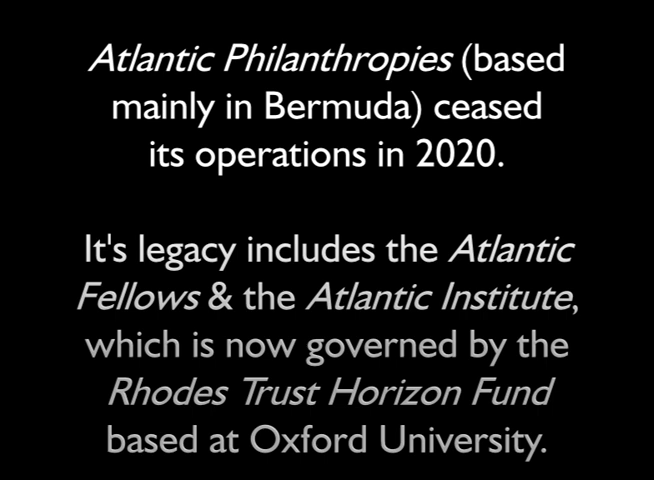 Atlantic Philanthropies (based
mainly in Bermuda) ceased
its operations in 2020.
It's legacy includes the Atlantic
Fellows & the Atlantic Institute,
which is now governed by the
Rhodes Trust Horizon Fund
based at Oxford University.